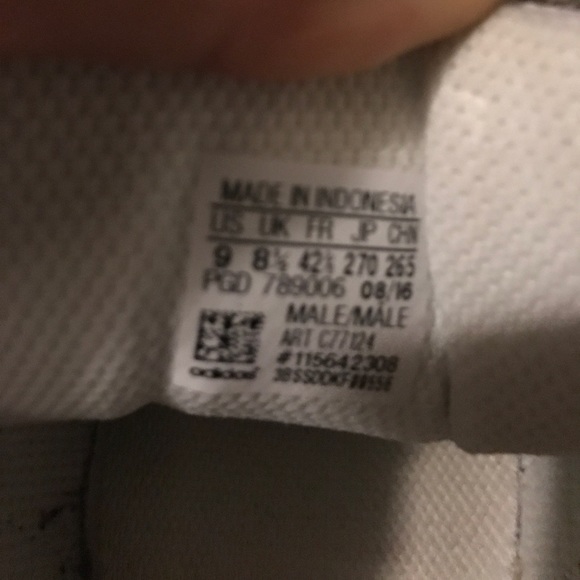 MADE IN INDONESIA
US UK FR JP CHN
9 8½ 42⅔ 270 265
PGD 789006 08/16
MALE/MÂLE
ART C77124
#115642308
adidas